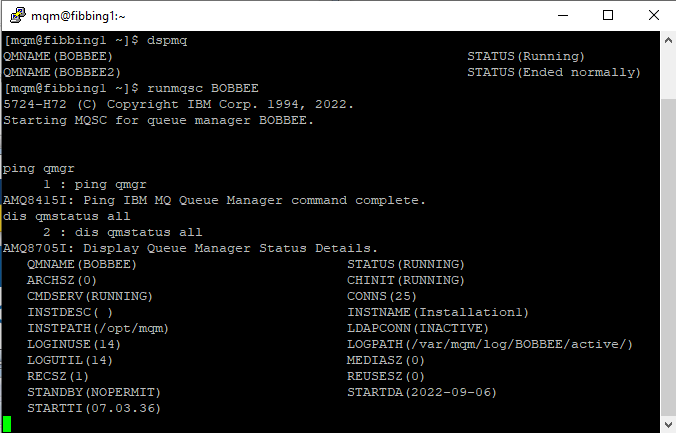 mqm@fibbing1:~
[mqm@fibbing1 ~]$ dspmq
QMNAME(BOBBEE) STATUS(Running)
QMNAME(BOBBEE2) STATUS(Ended normally)
[mqm@fibbing1 ~]$ runmqsc BOBBEE
5724-H72 (C) Copyright IBM Corp. 1994, 2022.
Starting MQSC for queue manager BOBBEE.
ping qmgr
1 : ping qmgr
AMQ8415I: Ping IBM MQ Queue Manager command complete.
dis qmstatus all
2 : dis qmstatus all
AMQ8705I: Display Queue Manager Status Details.
QMNAME(BOBBEE) STATUS(RUNNING)
ARCHSZ(0) CHINIT(RUNNING)
CMDSERV(RUNNING) CONNS(25)
INSTDESC( ) INSTNAME(Installation1)
INSTPATH(/opt/mqm) LDAPCONN(INACTIVE)
LOGINUSE(14) LOGPATH(/var/mqm/log/BOBBEE/active/)
LOGUTIL(14) MEDIASZ(0)
RECSZ(1) REUSESZ(0)
STANDBY(NOPERMIT) STARTDA(2022-09-06)
STARTTI(07.03.36)